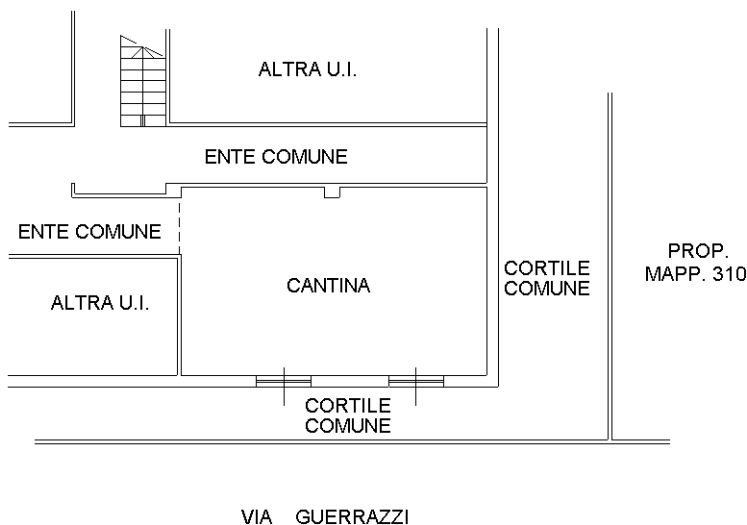 ALTRA U.I.
ENTE COMUNE
ENTE COMUNE
PROP.
MAPP. 310
CORTILE
COMUNE
CANTINA
ALTRA U.I.
CORTILE
COMUNE
VIA GUERRAZZI